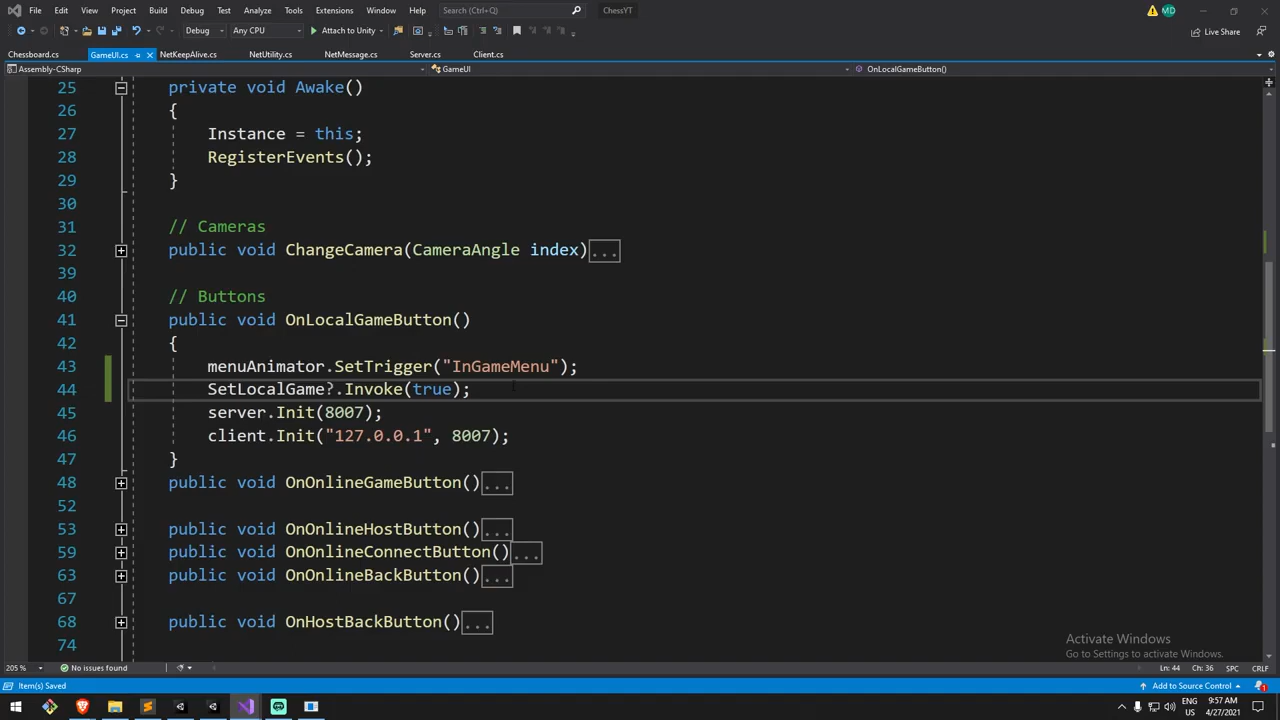 File Edit View Git Project Build Debug Test Analyze Tools Extensions Window Help Search (Ctrl+Q) ChessYT MD
Debug Any CPU Attach to Unity Live Share
Chessboard.cs GameUI.cs NetKeepAlive.cs NetUtility.cs NetMessage.cs Server.cs Client.cs
Assembly-CSharp GameUI OnLocalGameButton()
25 private void Awake()
26 {
27 Instance = this;
28 RegisterEvents();
29 }
30
31 // Cameras
32 public void ChangeCamera(CameraAngle index)...
39
40 // Buttons
41 public void OnLocalGameButton()
42 {
43 menuAnimator.SetTrigger("InGameMenu");
44 SetLocalGame?.Invoke(true);
45 server.Init(8007);
46 client.Init("127.0.0.1", 8007);
47 }
48 public void OnOnlineGameButton()...
52
53 public void OnOnlineHostButton()...
59 public void OnOnlineConnectButton()...
63 public void OnOnlineBackButton()...
67
68 public void OnHostBackButton()...
74
Activate Windows
Go to Settings to activate Windows.
205 % No issues found Ln: 44 Ch: 36 SPC CRLF
Item(s) Saved Add to Source Control 1
ENG 9:57 AM
US 4/27/2021